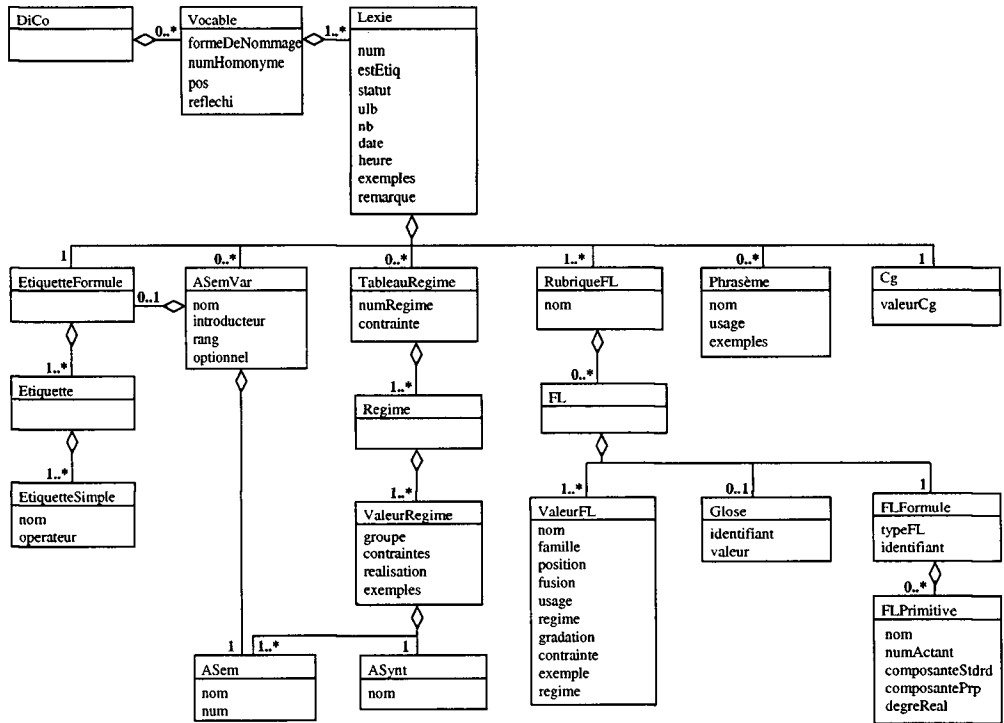 DiCo
0..*
Vocable
formeDeNommage
numHomonyme
pos
reflechi
1..*
Lexie
num
estEtiq
statut
ulb
nb
date
heure
exemples
remarque
1
0..*
0..*
1..*
0..*
1
EtiquetteFormule
0..1
ASemVar
nom
introducteur
rang
optionnel
TableauRegime
numRegime
contrainte
RubriqueFL
nom
Phrasème
nom
usage
exemples
Cg
valeurCg
1..*
Etiquette
1..*
Regime
0..*
FL
1..*
EtiquetteSimple
nom
operateur
1..*
ValeurRegime
groupe
contraintes
realisation
exemples
1..*
ValeurFL
nom
famille
position
fusion
usage
regime
gradation
contrainte
exemple
regime
0..1
Glose
identifiant
valeur
1
FLFormule
typeFL
identifiant
0..*
FLPrimitive
nom
numActant
composanteStdrd
composantePrp
degreReal
1
1..*
1
ASem
nom
num
ASynt
nom